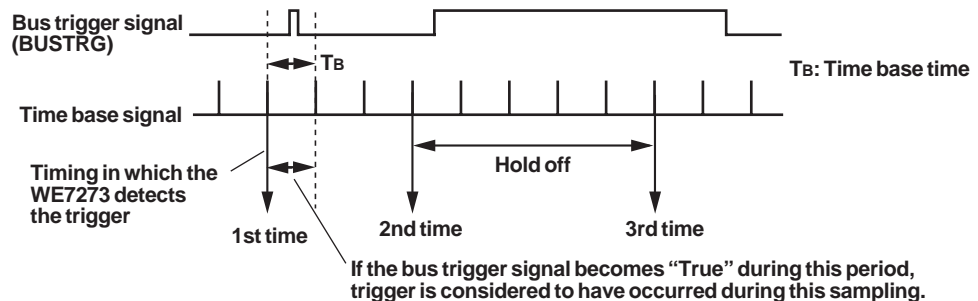 Bus trigger signal
(BUSTRG)
TB
TB: Time base time
Time base signal
Timing in which the
WE7273 detects
the trigger
Hold off
1st time
2nd time
3rd time
If the bus trigger signal becomes “True” during this period,
trigger is considered to have occurred during this sampling.